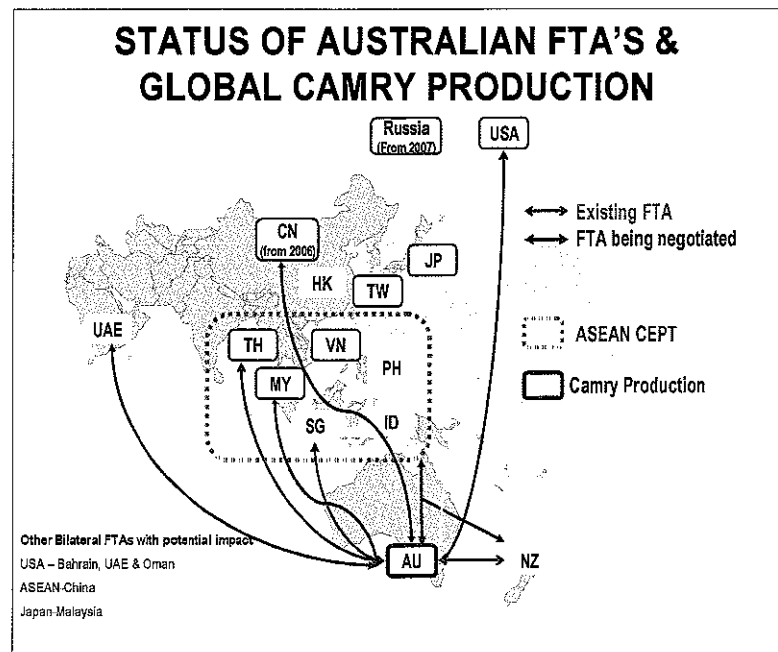 STATUS OF AUSTRALIAN FTA'S &
GLOBAL CAMRY PRODUCTION
Russia
(From 2007)
USA
Existing FTA
FTA being negotiated
CN
(from 2006)
JP
HK
TW
UAE
ASEAN CEPT
TH
VN
PH
MY
Camry Production
SG
ID
Other Bilateral FTAs with potential impact
USA – Bahrain, UAE & Oman
ASEAN-China
Japan-Malaysia
AU
NZ